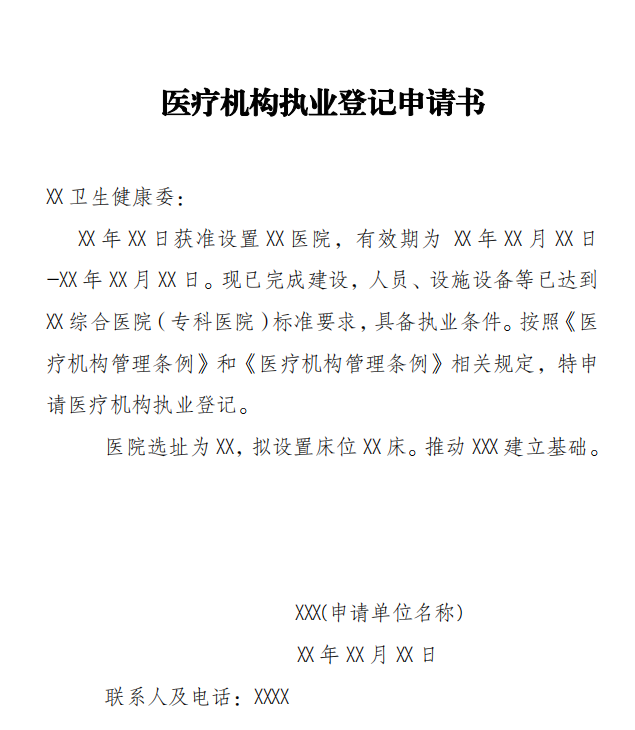 医疗机构执业登记申请书
XX 卫生健康委：
XX 年 XX 日获准设置 XX 医院，有效期为 XX 年 XX 月 XX 日
-XX 年 XX 月 XX 日。现已完成建设，人员、设施设备等已达到
XX 综合医院（专科医院）标准要求，具备执业条件。按照《医
疗机构管理条例》和《医疗机构管理条例》相关规定，特申
请医疗机构执业登记。
医院选址为 XX，拟设置床位 XX 床。推动 XXX 建立基础。
XXX(申请单位名称)
XX 年 XX 月 XX 日
联系人及电话：XXXX